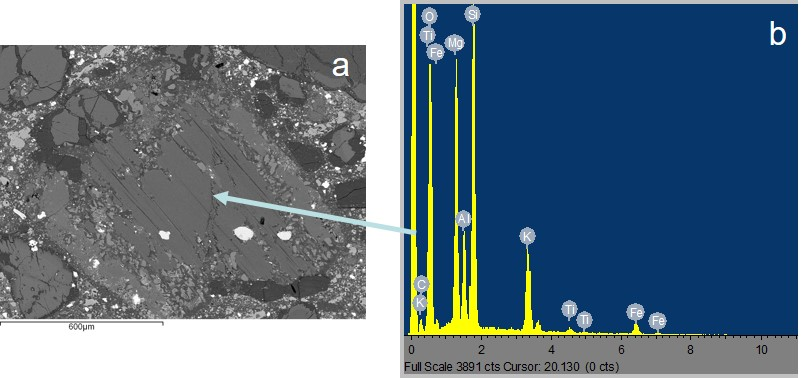 a
600µm
b
O
Si
Ti
Fe
Mg
Al
K
C
K
Ti
Ti
Fe
Fe
0 2 4 6 8 10
Full Scale 3891 cts Cursor: 20.130 (0 cts)